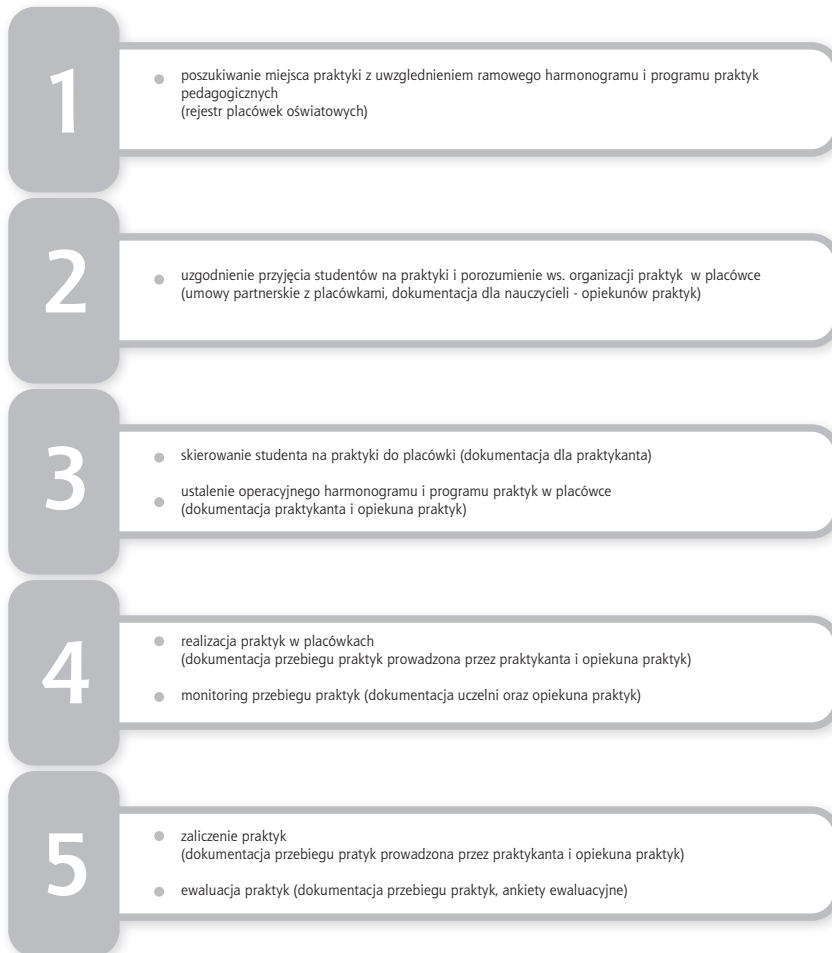 1
poszukiwanie miejsca praktyki z uwzglednieniem ramowego harmonogramu i programu praktyk
pedagogicznych
(rejestr placówek oświatowych)
2
uzgodnienie przyjęcia studentów na praktyki i porozumienie ws. organizacji praktyk w placówce
(umowy partnerskie z placówkami, dokumentacja dla nauczycieli - opiekunów praktyk)
3
skierowanie studenta na praktyki do placówki (dokumentacja dla praktykanta)
ustalenie operacyjnego harmonogramu i programu praktyk w placówce
(dokumentacja praktykanta i opiekuna praktyk)
4
realizacja praktyk w placówkach
(dokumentacja przebiegu praktyk prowadzona przez praktykanta i opiekuna praktyk)
monitoring przebiegu praktyk (dokumentacja uczelni oraz opiekuna praktyk)
5
zaliczenie praktyk
(dokumentacja przebiegu pratyk prowadzona przez praktykanta i opiekuna praktyk)
ewaluacja praktyk (dokumentacja przebiegu praktyk, ankiety ewaluacyjne)